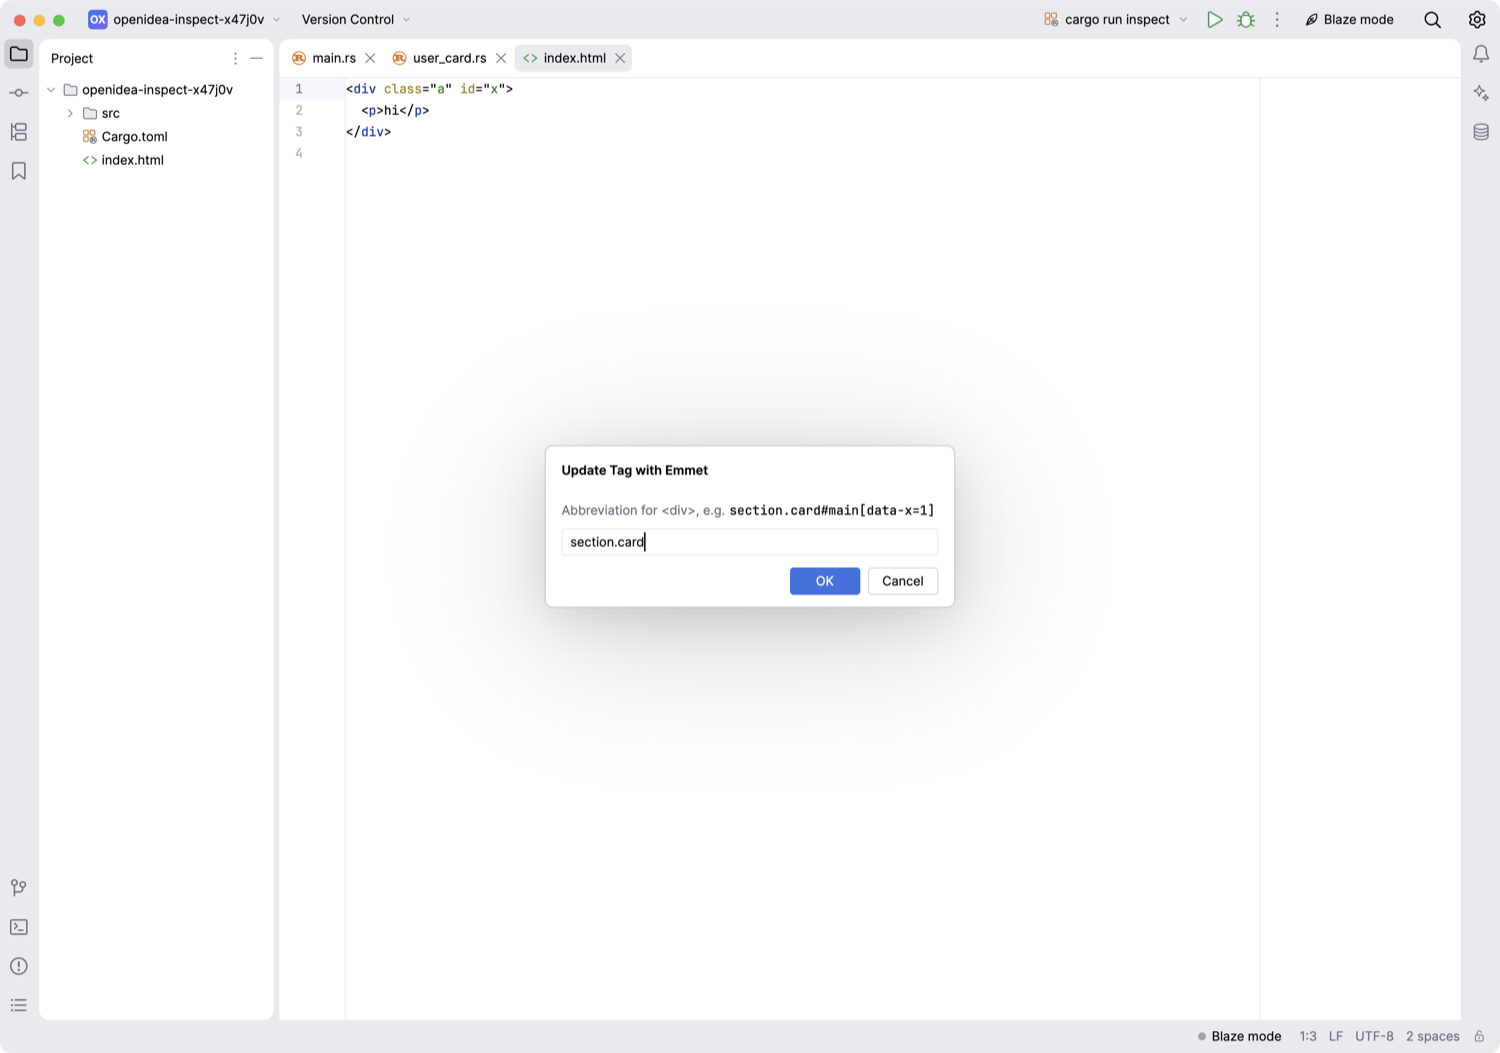 OX openidea-inspect-x47j0v Version Control cargo run inspect Blaze mode
Project
openidea-inspect-x47j0v
src
Cargo.toml
index.html
main.rs user_card.rs <> index.html
1 <div class="a" id="x">
2 <p>hi</p>
3 </div>
4
Update Tag with Emmet
Abbreviation for <div>, e.g. section.card#main[data-x=1]
section.card
OK Cancel
Blaze mode 1:3 LF UTF-8 2 spaces